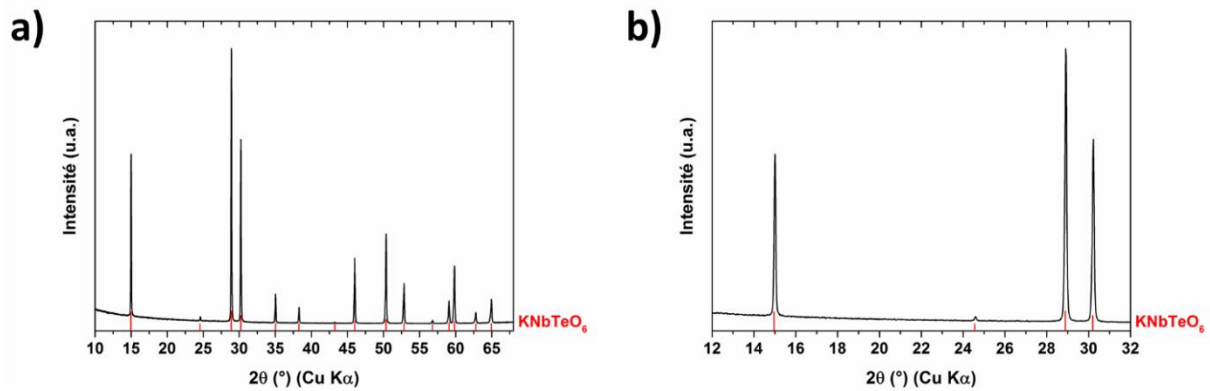 a)
Intensité (u.a.)
KNbTeO₆
10 15 20 25 30 35 40 45 50 55 60 65
2θ (°) (Cu Kα)
b)
Intensité (u.a.)
KNbTeO₆
12 14 16 18 20 22 24 26 28 30 32
2θ (°) (Cu Kα)